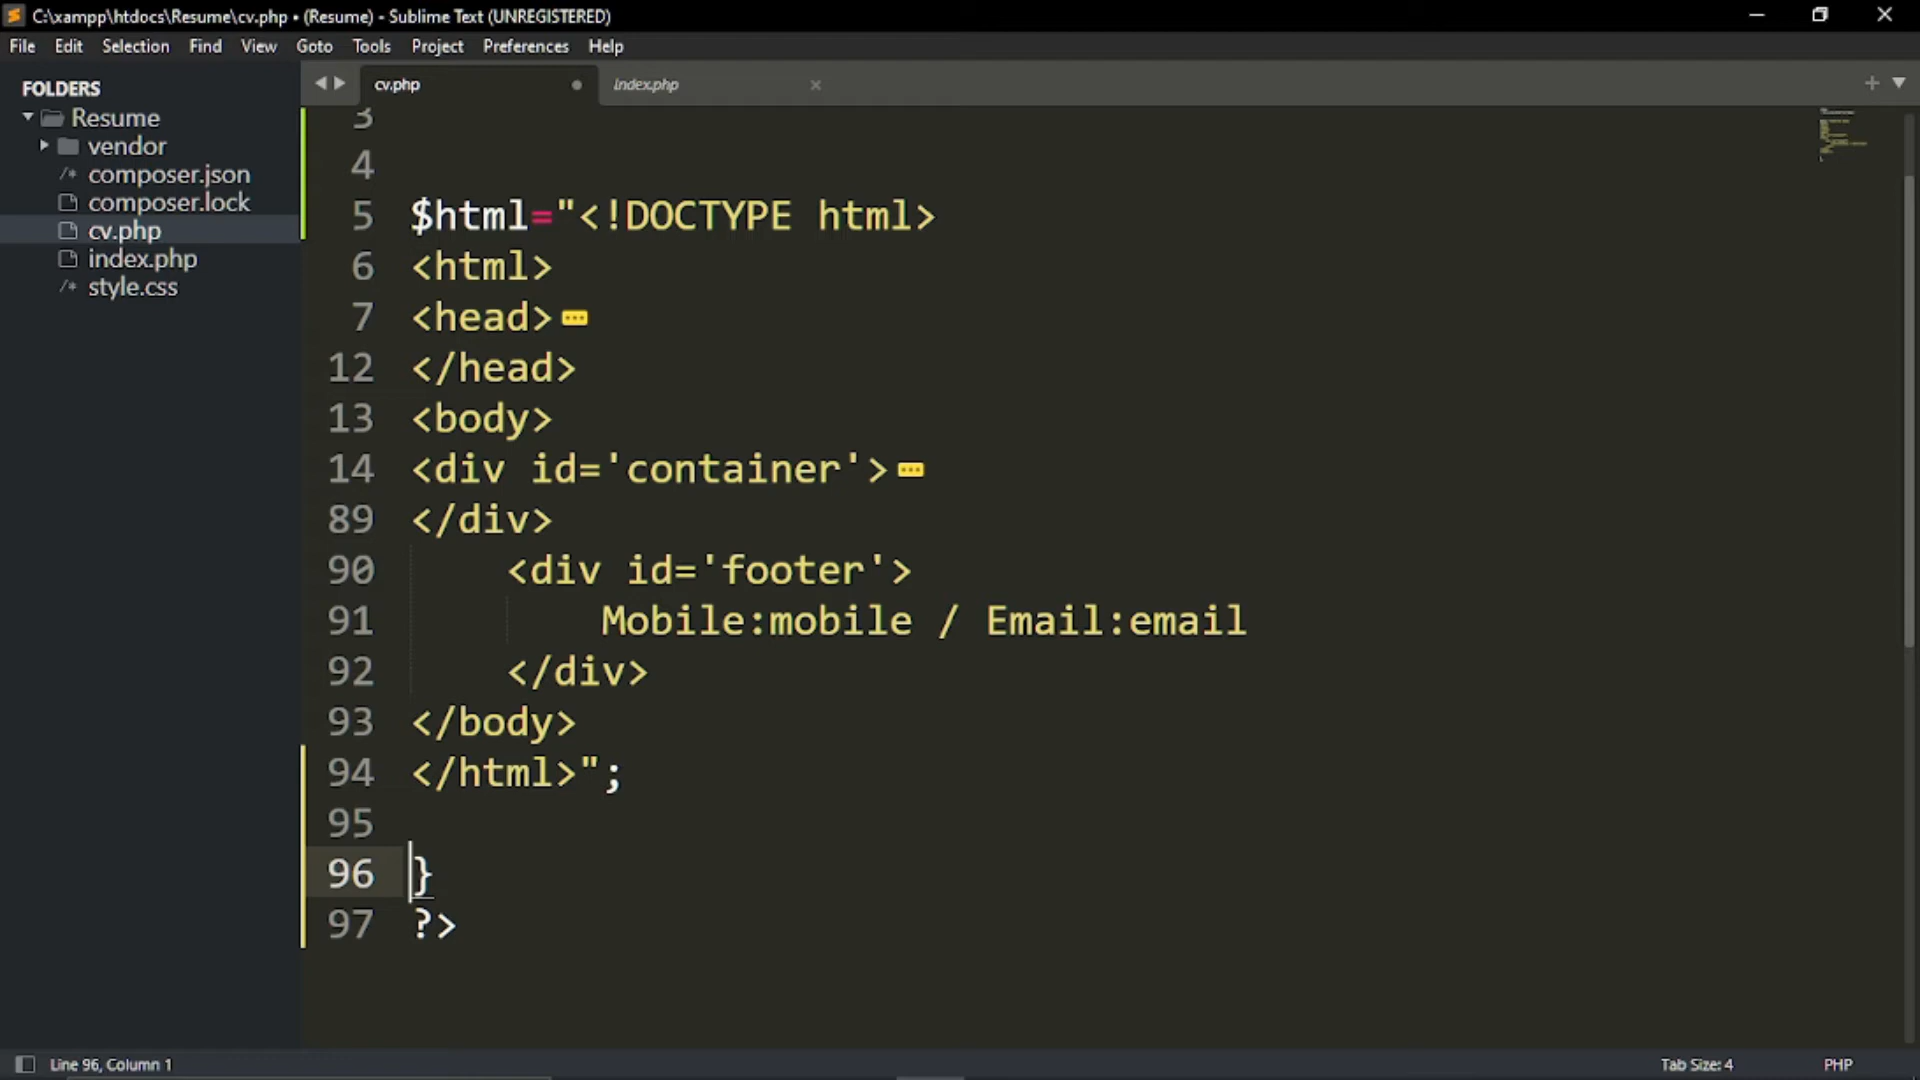 C:\xampp\htdocs\Resume\cv.php • (Resume) - Sublime Text (UNREGISTERED)
File Edit Selection Find View Goto Tools Project Preferences Help
FOLDERS
Resume
vendor
/* composer.json
composer.lock
cv.php
index.php
/* style.css
cv.php
index.php
3
4
5 $html="<!DOCTYPE html>
6 <html>
7 <head>
12 </head>
13 <body>
14 <div id='container'>
89 </div>
90 <div id='footer'>
91 Mobile:mobile / Email:email
92 </div>
93 </body>
94 </html>";
95
96 }
97 ?>
Line 96, Column 1
Tab Size: 4
PHP